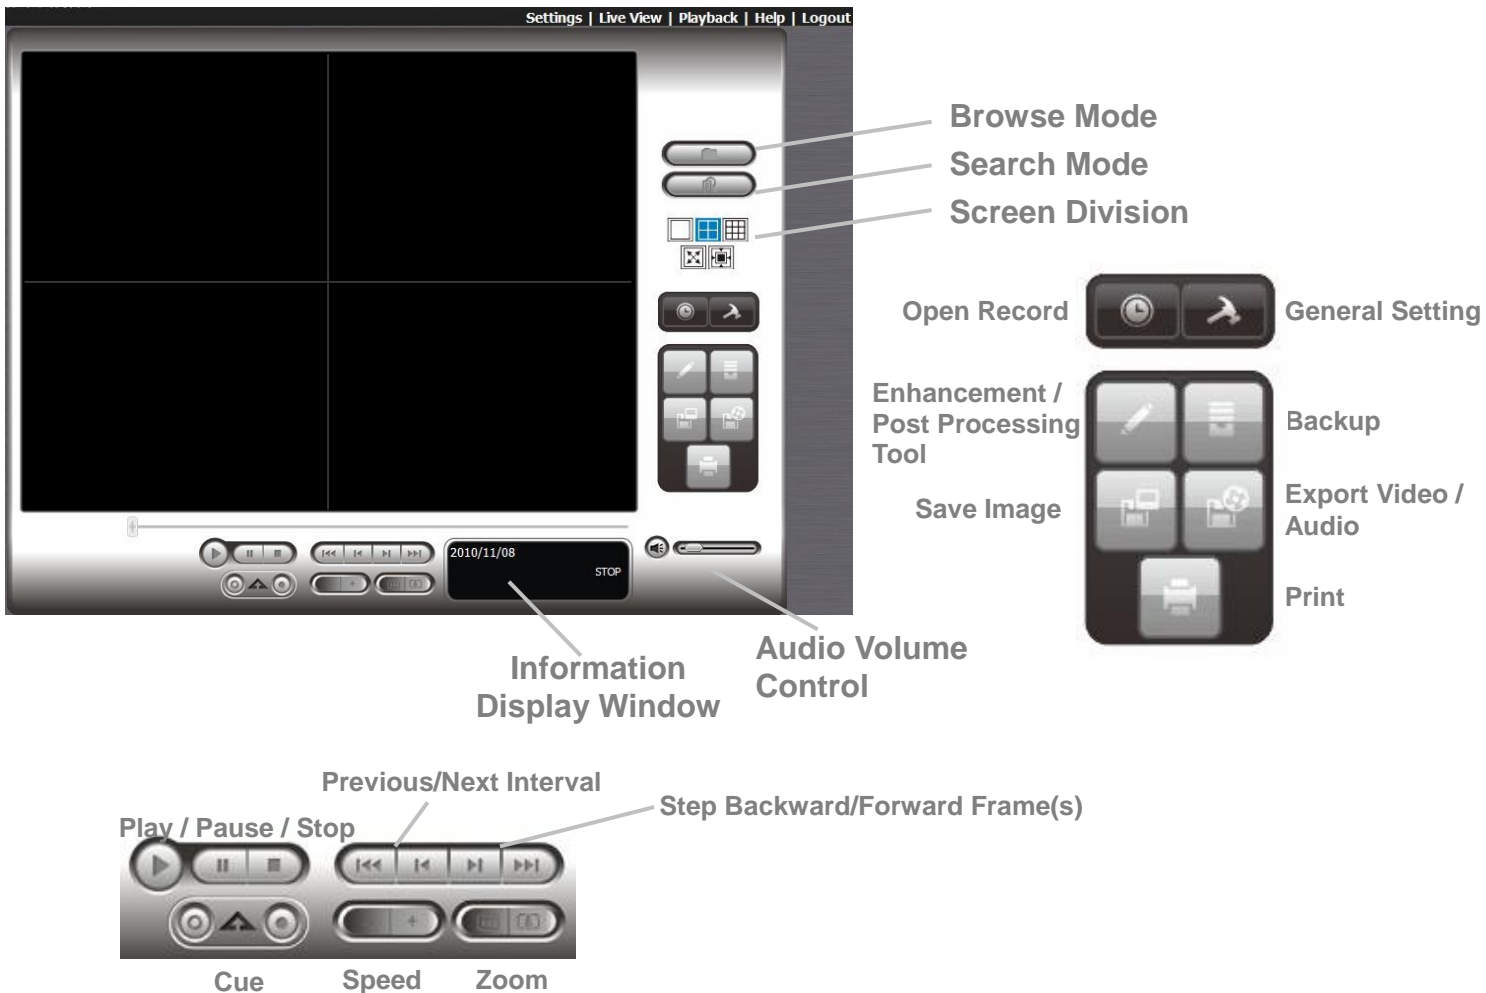 Settings | Live View | Playback | Help | Logout
Browse Mode
Search Mode
Screen Division
Open Record
General Setting
Enhancement /
Post Processing
Tool
Backup
Save Image
Export Video /
Audio
Print
2010/11/08
STOP
Information
Display Window
Audio Volume
Control
Previous/Next Interval
Step Backward/Forward Frame(s)
Play / Pause / Stop
Cue
Speed
Zoom